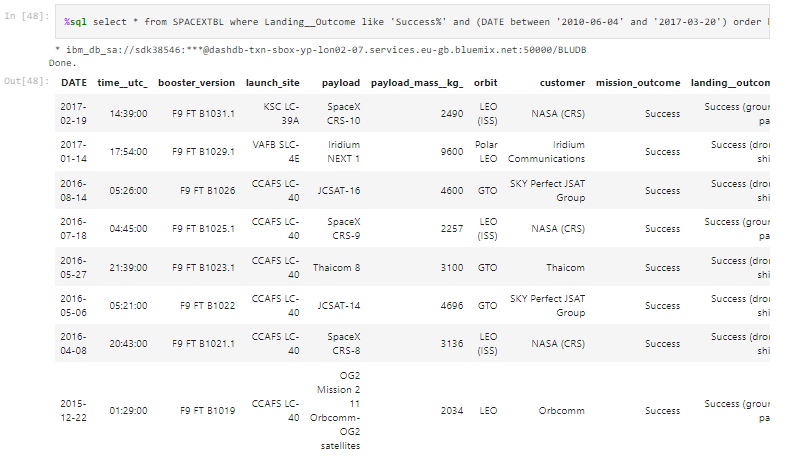 In [48]: %sql select * from SPACEXTBL where Landing__Outcome like 'Success%' and (DATE between '2010-06-04' and '2017-03-20') order
* ibm_db_sa://sdk38546:***@dashdb-txn-sbox-yp-lon02-07.services.eu-gb.bluemix.net:50000/BLUDB
Done.
Out[48]: DATE time__utc_ booster_version launch_site payload payload_mass__kg_ orbit customer mission_outcome landing__outcom
2017-02-19 14:39:00 F9 FT B1031.1 KSC LC-39A SpaceX CRS-10 2490 LEO (ISS) NASA (CRS) Success Success (grour pa
2017-01-14 17:54:00 F9 FT B1029.1 VAFB SLC-4E Iridium NEXT 1 9600 Polar LEO Iridium Communications Success Success (dro shi
2016-08-14 05:26:00 F9 FT B1026 CCAFS LC-40 JCSAT-16 4600 GTO SKY Perfect JSAT Group Success Success (dro shi
2016-07-18 04:45:00 F9 FT B1025.1 CCAFS LC-40 SpaceX CRS-9 2257 LEO (ISS) NASA (CRS) Success Success (grour pa
2016-05-27 21:39:00 F9 FT B1023.1 CCAFS LC-40 Thaicom 8 3100 GTO Thaicom Success Success (dro shi
2016-05-06 05:21:00 F9 FT B1022 CCAFS LC-40 JCSAT-14 4696 GTO SKY Perfect JSAT Group Success Success (dro shi
2016-04-08 20:43:00 F9 FT B1021.1 CCAFS LC-40 SpaceX CRS-8 3136 LEO (ISS) NASA (CRS) Success Success (dro shi
2015-12-22 01:29:00 F9 FT B1019 CCAFS LC-40 OG2 Mission 2 11 Orbcomm-OG2 satellites 2034 LEO Orbcomm Success Success (grour pa